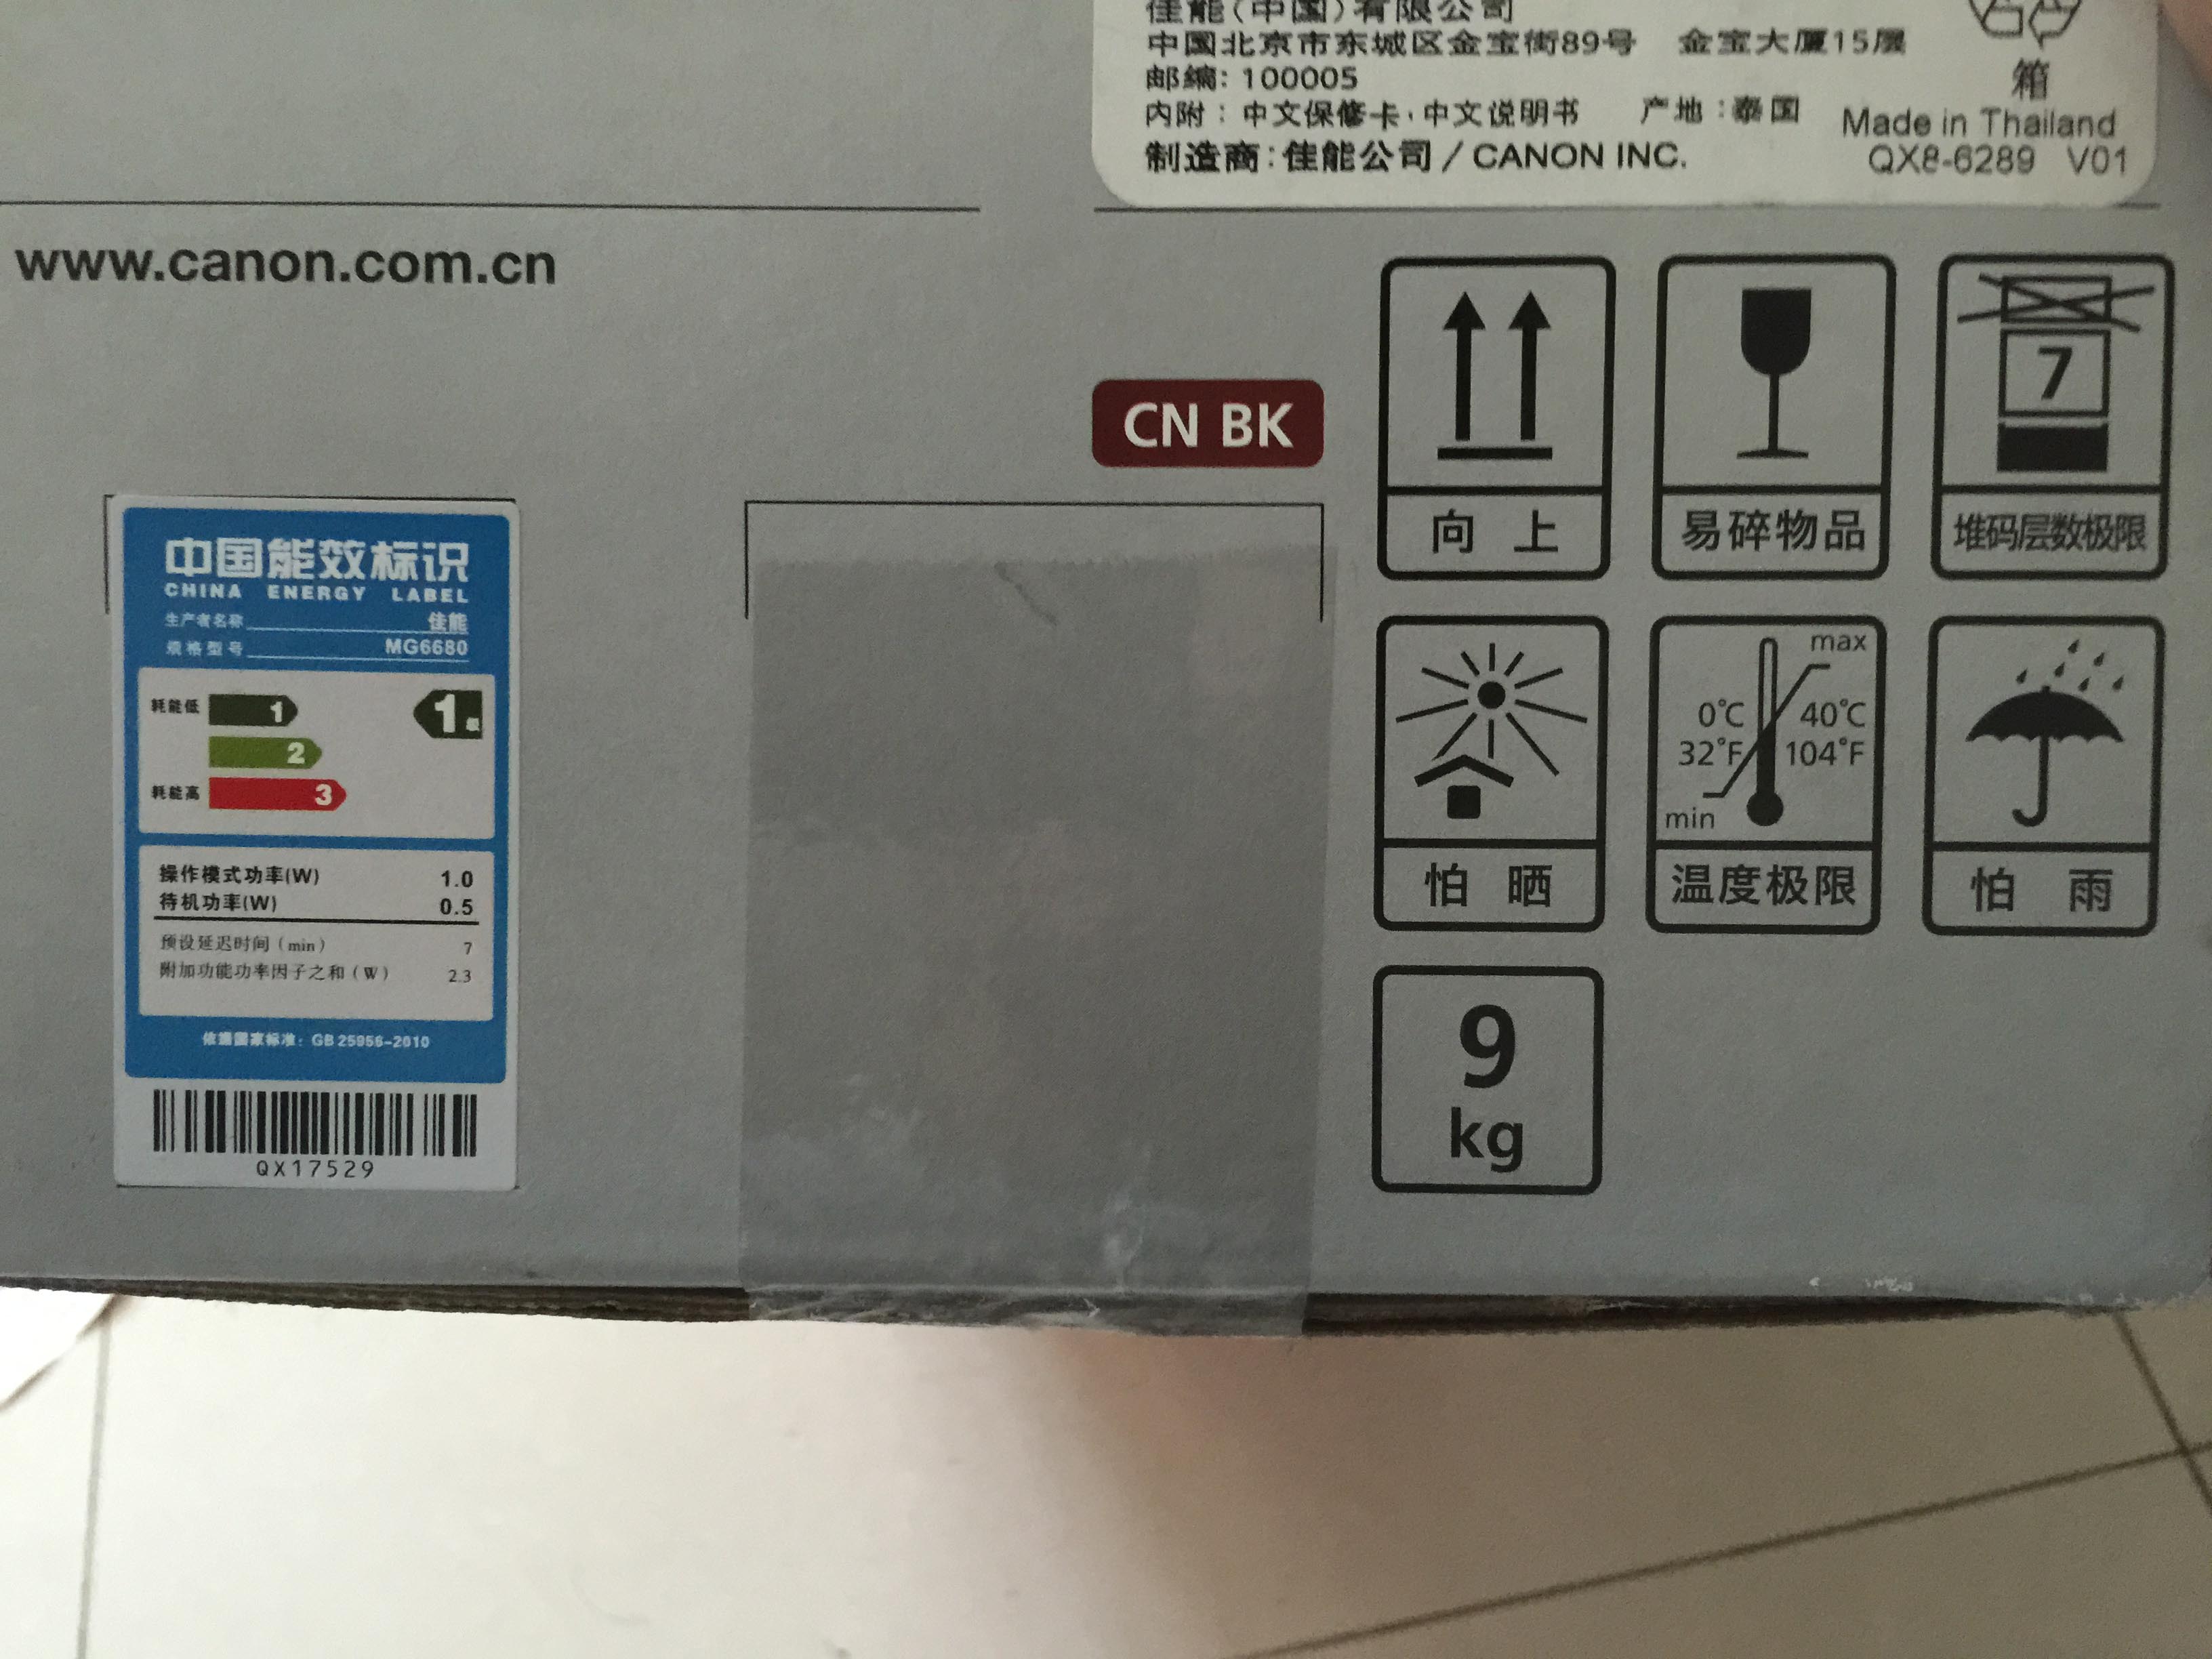 佳能(中国)有限公司
中国北京市东城区金宝街89号 金宝大厦15层
邮编: 100005
内附：中文保修卡·中文说明书 产地：泰国
制造商：佳能公司/CANON INC.
箱
Made in Thailand
QX8-6289 V01
www.canon.com.cn
CN BK
向 上
易碎物品
7
堆码层数极限
怕 晒
max
0°C 40°C
32°F 104°F
min
温度极限
怕 雨
9
kg
中国能效标识
CHINA ENERGY LABEL
生产者名称 佳能
规格型号 MG6680
耗能低 1
1级
2
耗能高 3
操作模式功率(W) 1.0
待机功率(W) 0.5
预设延迟时间(min) 7
附加功能功率因子之和(W) 2.3
依据国家标准：GB 25956-2010
QX17529